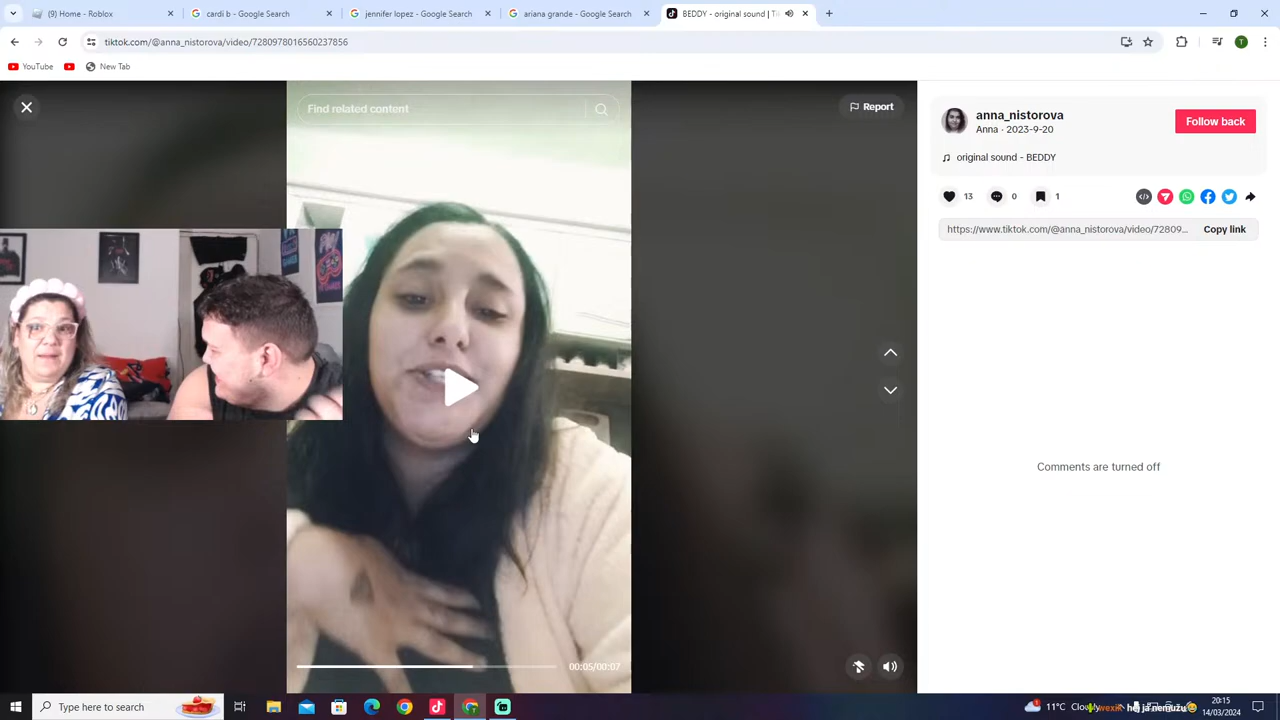 (9) Home - Roblox
cardi b - Google Search
jennifer lopez - Google Search
ariana grande - Google Search
BEDDY - original sound | Ti
tiktok.com/@anna_nistorova/video/7280978016560237856
T
YouTube
New Tab
Find related content
Report
anna_nistorova
Anna · 2023-9-20
Follow back
original sound - BEDDY
13
0
1
https://www.tiktok.com/@anna_nistorova/video/72809...
Copy link
Comments are turned off
00:05/00:07
Type here to search
11°C Cloudy
20:15
14/03/2024